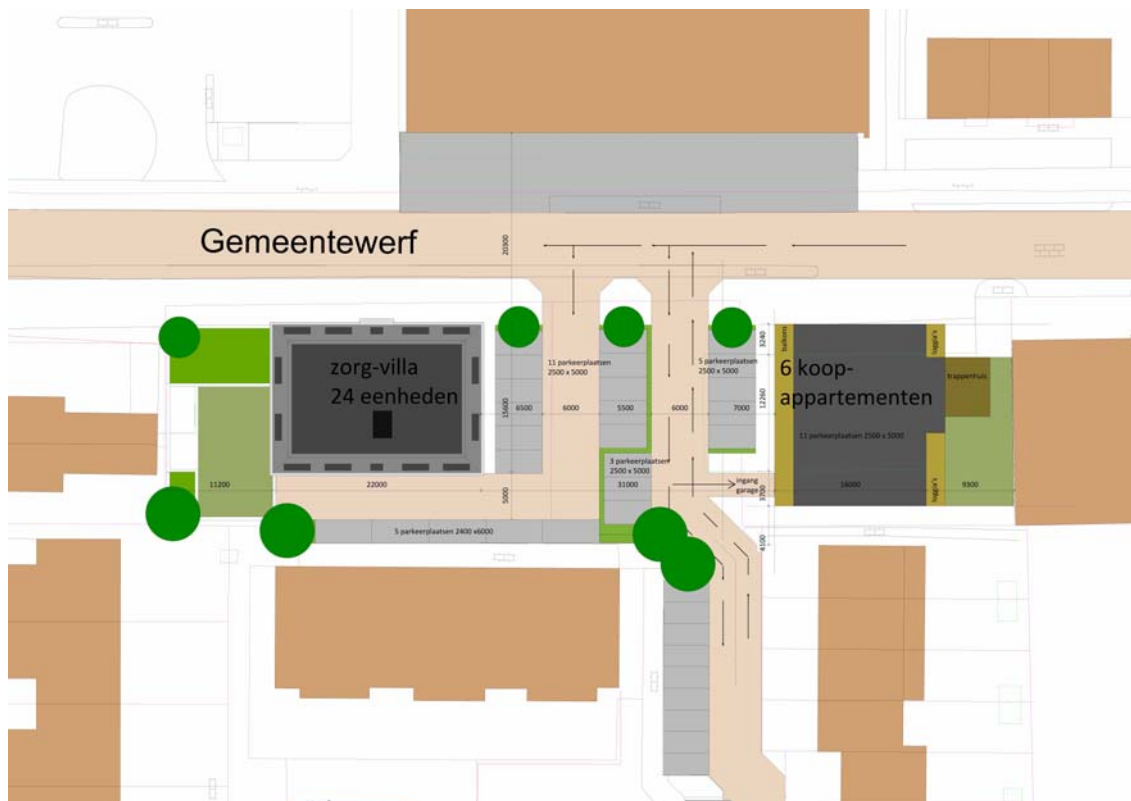 Gemeentewerf
20300
zorg-villa
24 eenheden
11 parkeerplaatsen
2500 x 5000
5 parkeerplaatsen
2500 x 5000
balkons
6 koop-
appartementen
loggia's
trappenhuis
3240
12260
15600
6500
6000
5500
6000
7000
11 parkeerplaatsen 2500 x 5000
3 parkeerplaatsen
2500 x 5000
11200
22000
5000
31000
ingang
garage
3700
16000
loggia's
9300
5 parkeerplaatsen 2400 x6000
4100